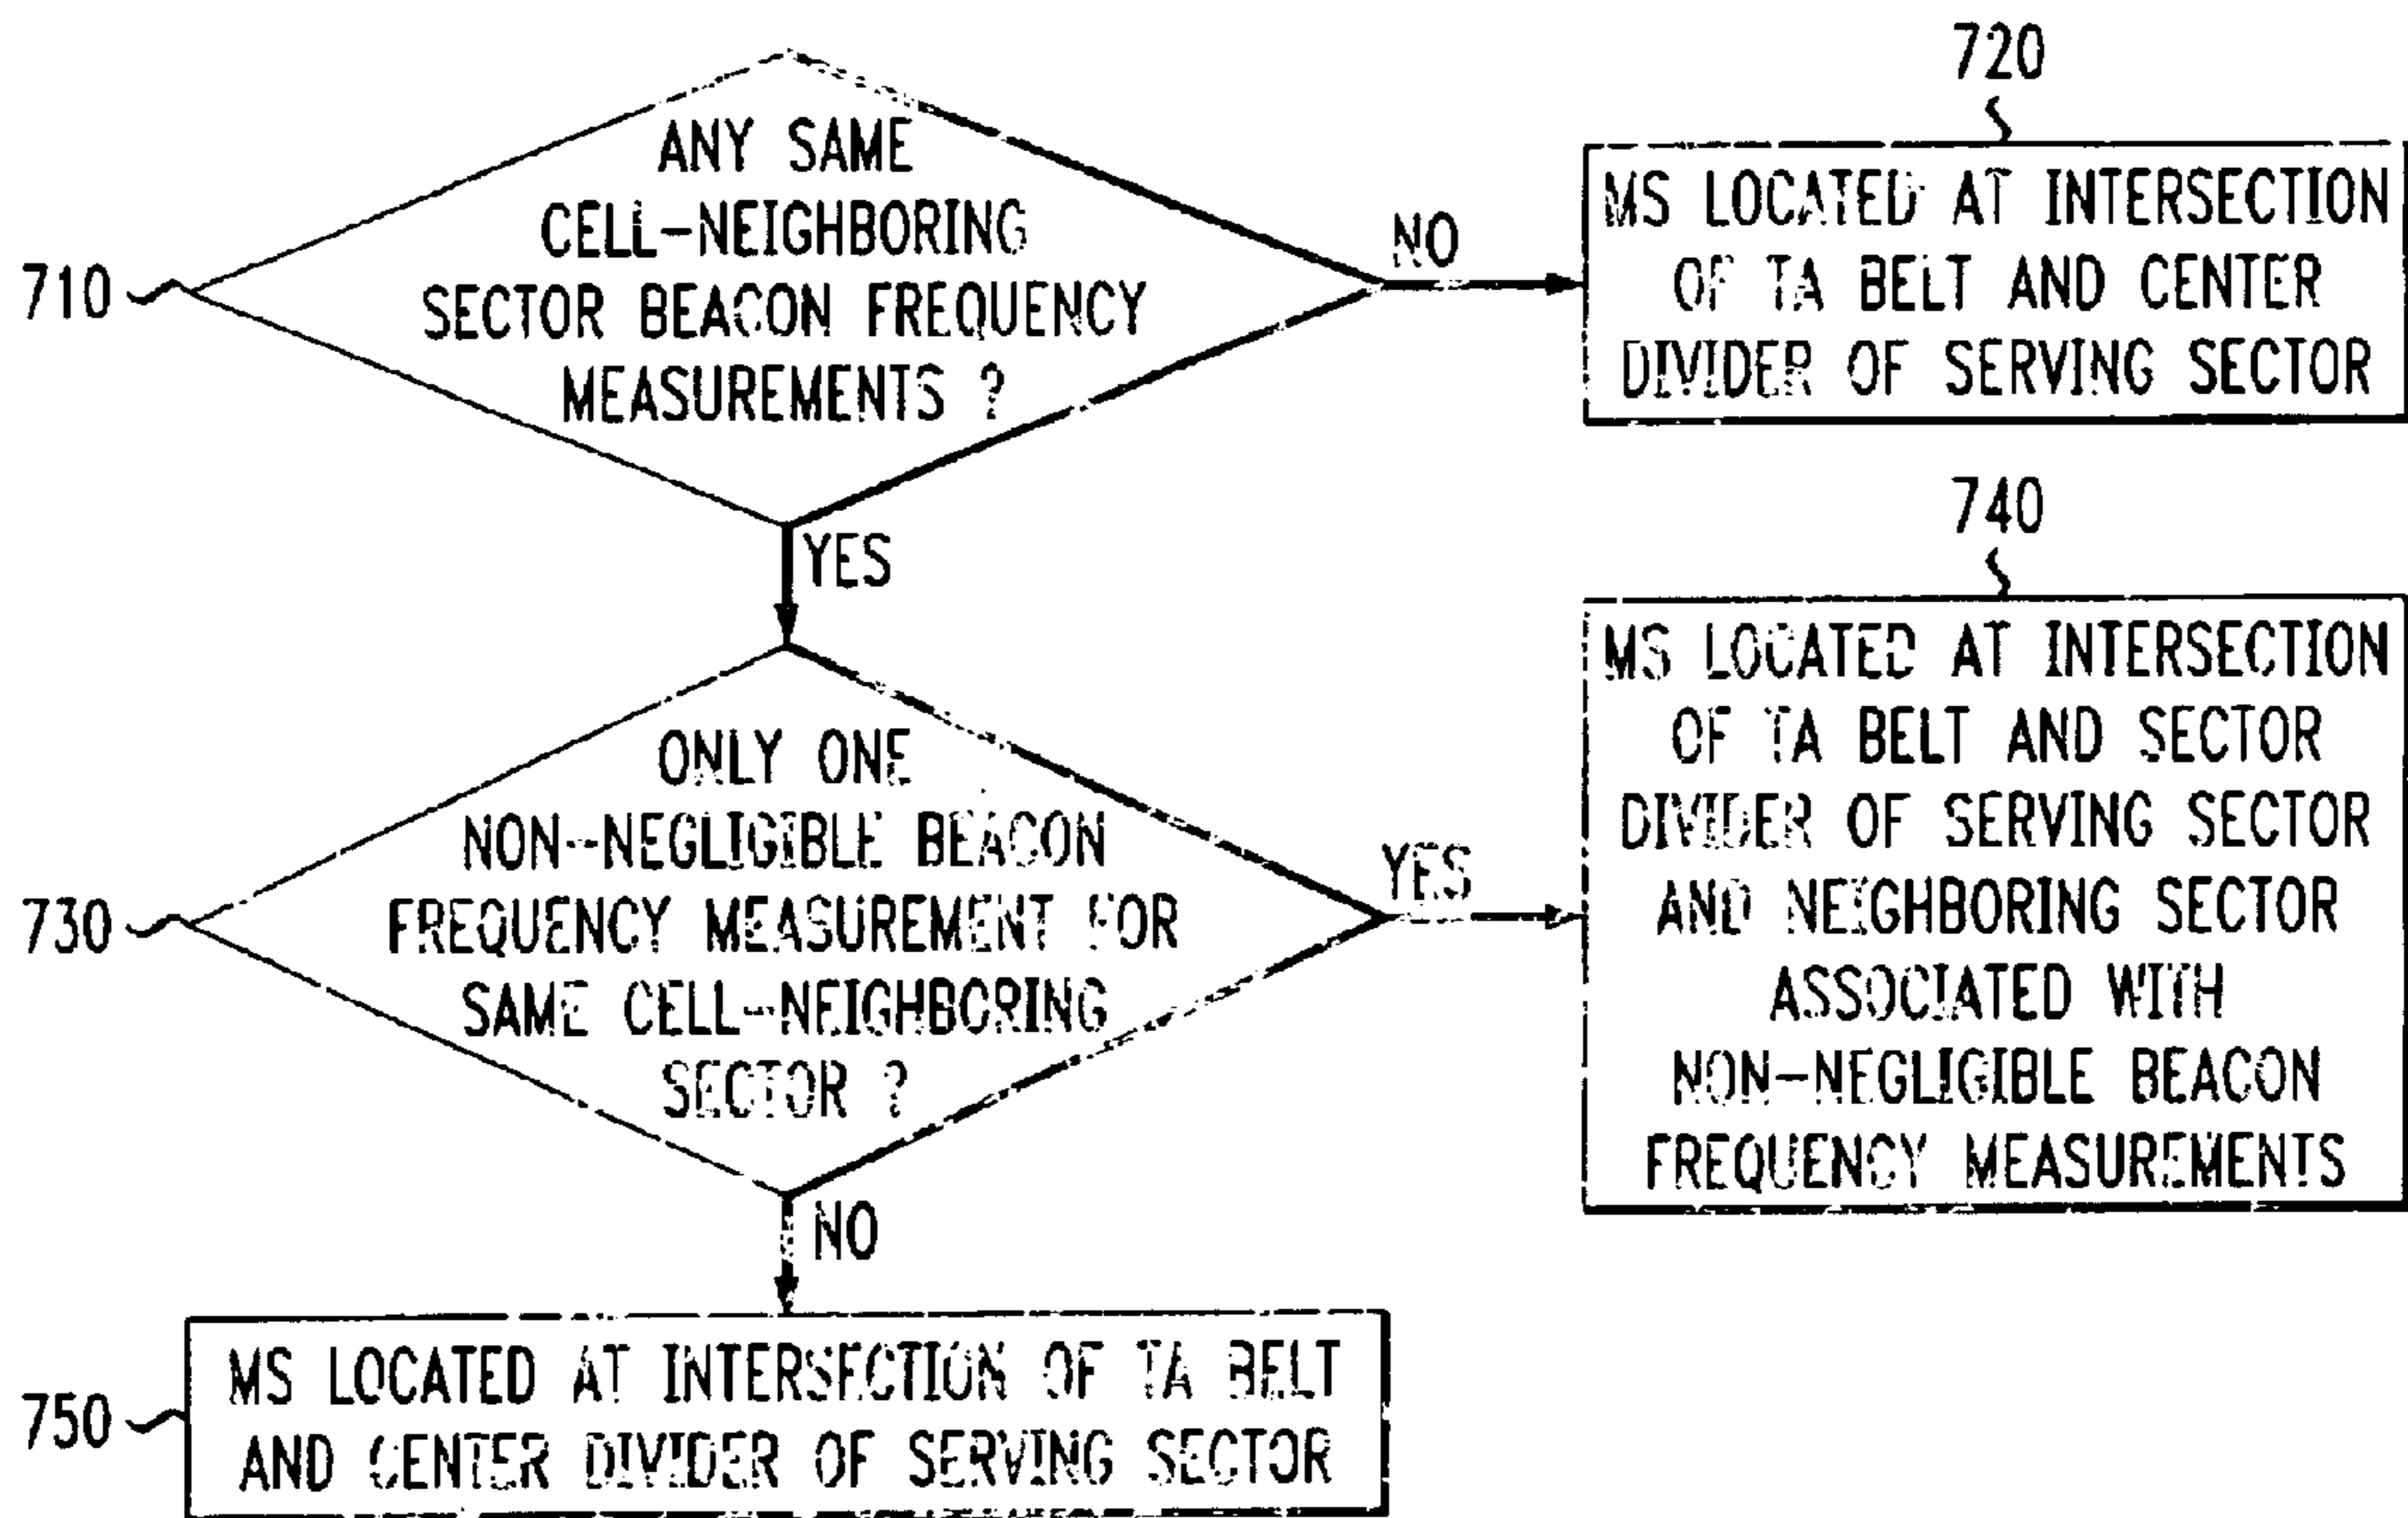 710
ANY SAME
CELL-NEIGHBORING
SECTOR BEACON FREQUENCY
MEASUREMENTS ?
NO
720
MS LOCATED AT INTERSECTION
OF TA BELT AND CENTER
DIVIDER OF SERVING SECTOR
YES
730
ONLY ONE
NON-NEGLIGIBLE BEACON
FREQUENCY MEASUREMENT FOR
SAME CELL-NEIGHBORING
SECTOR ?
YES
740
MS LOCATED AT INTERSECTION
OF TA BELT AND SECTOR
DIVIDER OF SERVING SECTOR
AND NEIGHBORING SECTOR
ASSOCIATED WITH
NON-NEGLIGIBLE BEACON
FREQUENCY MEASUREMENTS
NO
750
MS LOCATED AT INTERSECTION OF TA BELT
AND CENTER DIVIDER OF SERVING SECTOR